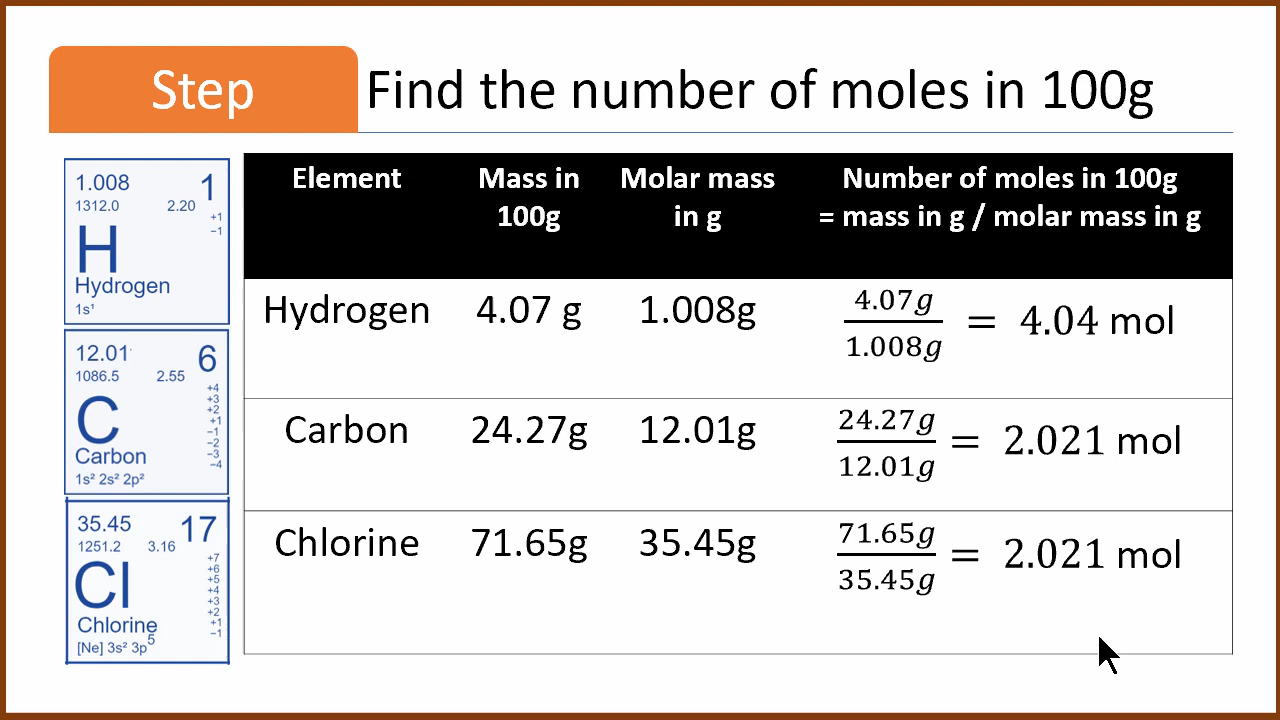 Step
Find the number of moles in 100g
1.008 1
1312.0 2.20 +1
−1
H
Hydrogen
1s¹
12.01 6
1086.5 2.55 +4
+3
+2
+1
−1
−2
−3
−4
C
Carbon
1s² 2s² 2p²
35.45 17
1251.2 3.16 +7
+6
+5
+4
+3
+2
+1
−1
Cl
Chlorine
[Ne] 3s² 3p⁵
Element Mass in Molar mass Number of moles in 100g
100g in g = mass in g / molar mass in g
Hydrogen 4.07 g 1.008g 4.07g
1.008g = 4.04 mol
Carbon 24.27g 12.01g 24.27g
12.01g = 2.021 mol
Chlorine 71.65g 35.45g 71.65g
35.45g = 2.021 mol